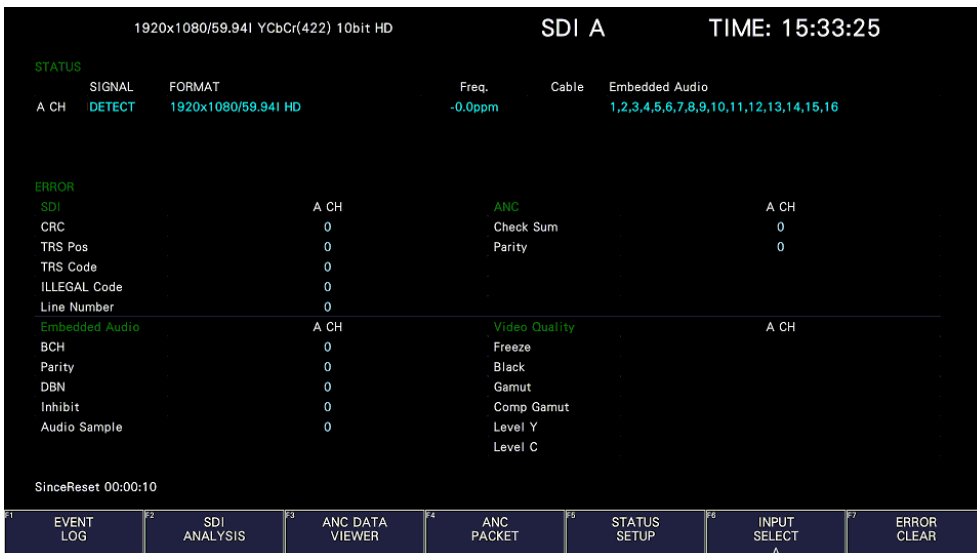 1920x1080/59.94I YCbCr(422) 10bit HD SDI A TIME: 15:33:25
STATUS
SIGNAL FORMAT Freq. Cable Embedded Audio
A CH DETECT 1920x1080/59.94I HD -0.0ppm 1,2,3,4,5,6,7,8,9,10,11,12,13,14,15,16
ERROR
SDI A CH ANC A CH
CRC 0 Check Sum 0
TRS Pos 0 Parity 0
TRS Code 0
ILLEGAL Code 0
Line Number 0
Embedded Audio A CH Video Quality A CH
BCH 0 Freeze
Parity 0 Black
DBN 0 Gamut
Inhibit 0 Comp Gamut
Audio Sample 0 Level Y
Level C
SinceReset 00:00:10
F1 EVENT F2 SDI F3 ANC DATA F4 ANC F5 STATUS F6 INPUT F7 ERROR
LOG ANALYSIS VIEWER PACKET SETUP SELECT CLEAR